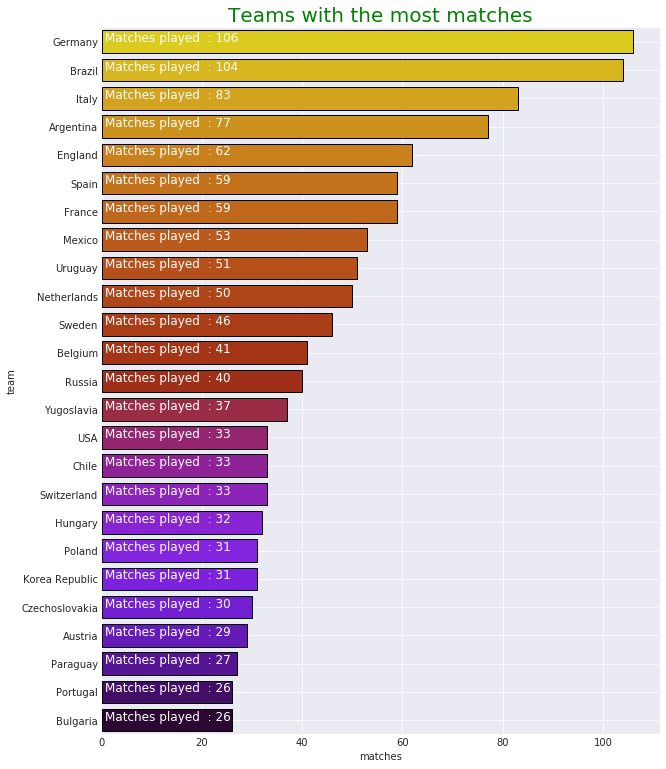 Teams with the most matches
Germany Matches played : 106
Brazil Matches played : 104
Italy Matches played : 83
Argentina Matches played : 77
England Matches played : 62
Spain Matches played : 59
France Matches played : 59
Mexico Matches played : 53
Uruguay Matches played : 51
Netherlands Matches played : 50
Sweden Matches played : 46
Belgium Matches played : 41
Russia Matches played : 40
Yugoslavia Matches played : 37
USA Matches played : 33
Chile Matches played : 33
Switzerland Matches played : 33
Hungary Matches played : 32
Poland Matches played : 31
Korea Republic Matches played : 31
Czechoslovakia Matches played : 30
Austria Matches played : 29
Paraguay Matches played : 27
Portugal Matches played : 26
Bulgaria Matches played : 26
team
0 20 40 60 80 100
matches